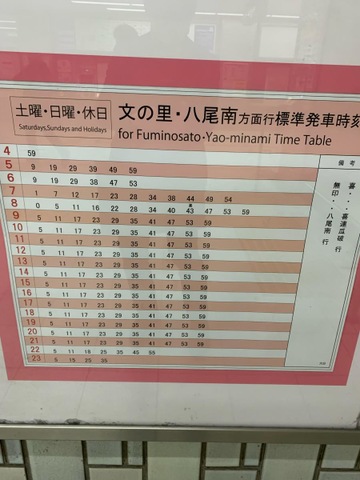 土曜・日曜・休日
Saturdays,Sundays and Holidays
文の里・八尾南方面行標準発車時刻
for Fuminosato・Yao-minami Time Table
4 59
5 9 19 29 39 49 59
6 9 19 29 38 47 53
7 1 7 12 17 23 28 34 38 44 49 54
8 0 5 11 16 22 28 34 40 43 47 53 59
9 5 11 17 23 29 35 41 47 53 59
10 5 11 17 23 29 35 41 47 53 59
11 5 11 17 23 29 35 41 47 53 59
12 5 11 17 23 29 35 41 47 53 59
13 5 11 17 23 29 35 41 47 53 59
14 5 11 17 23 29 35 41 47 53 59
15 5 11 17 23 29 35 41 47 53 59
16 5 11 17 23 29 35 41 47 53 59
17 5 11 17 23 29 35 41 47 53 59
18 5 11 17 23 29 35 41 47 53 59
19 5 11 17 23 29 35 41 47 53 59
20 5 11 17 23 29 35 41 47 53 59
21 5 11 17 23 29 35 41 47 53 59
22 5 11 18 25 35 45 55
23 5 15 25 35
備考
喜・・喜連瓜破行
無印・・八尾南行